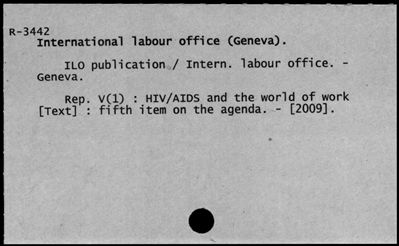 R-3442
International labour office (Geneva).
ILO publication / Intern. labour office. -
Geneva.
Rep. V(1) : HIV/AIDS and the world of work
[Text] : fifth item on the agenda. - [2009].